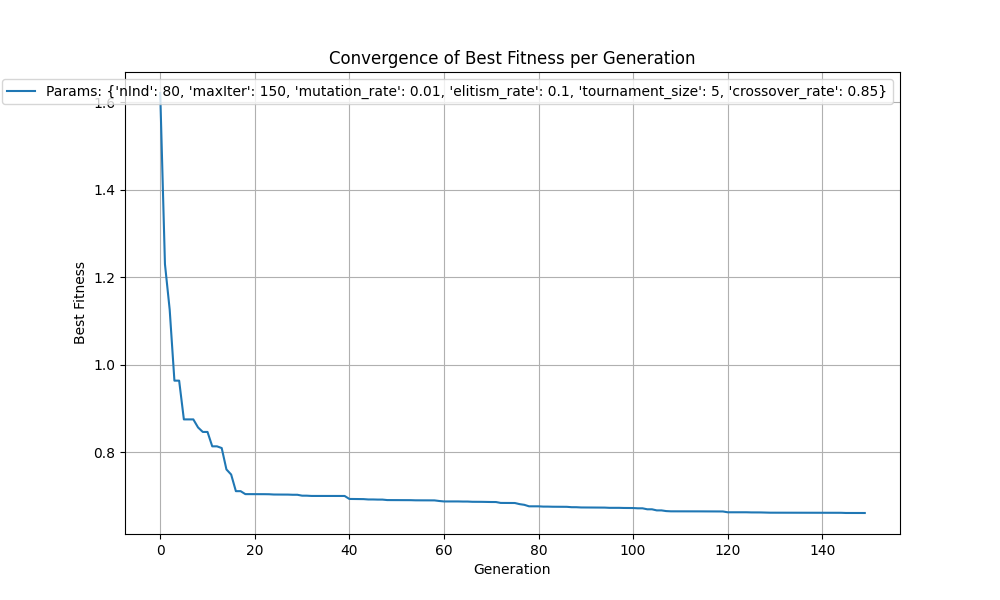 Convergence of Best Fitness per Generation
Params: {'nInd': 80, 'maxIter': 150, 'mutation_rate': 0.01, 'elitism_rate': 0.1, 'tournament_size': 5, 'crossover_rate': 0.85}
1.6
1.4
1.2
1.0
0.8
Best Fitness
0 20 40 60 80 100 120 140
Generation